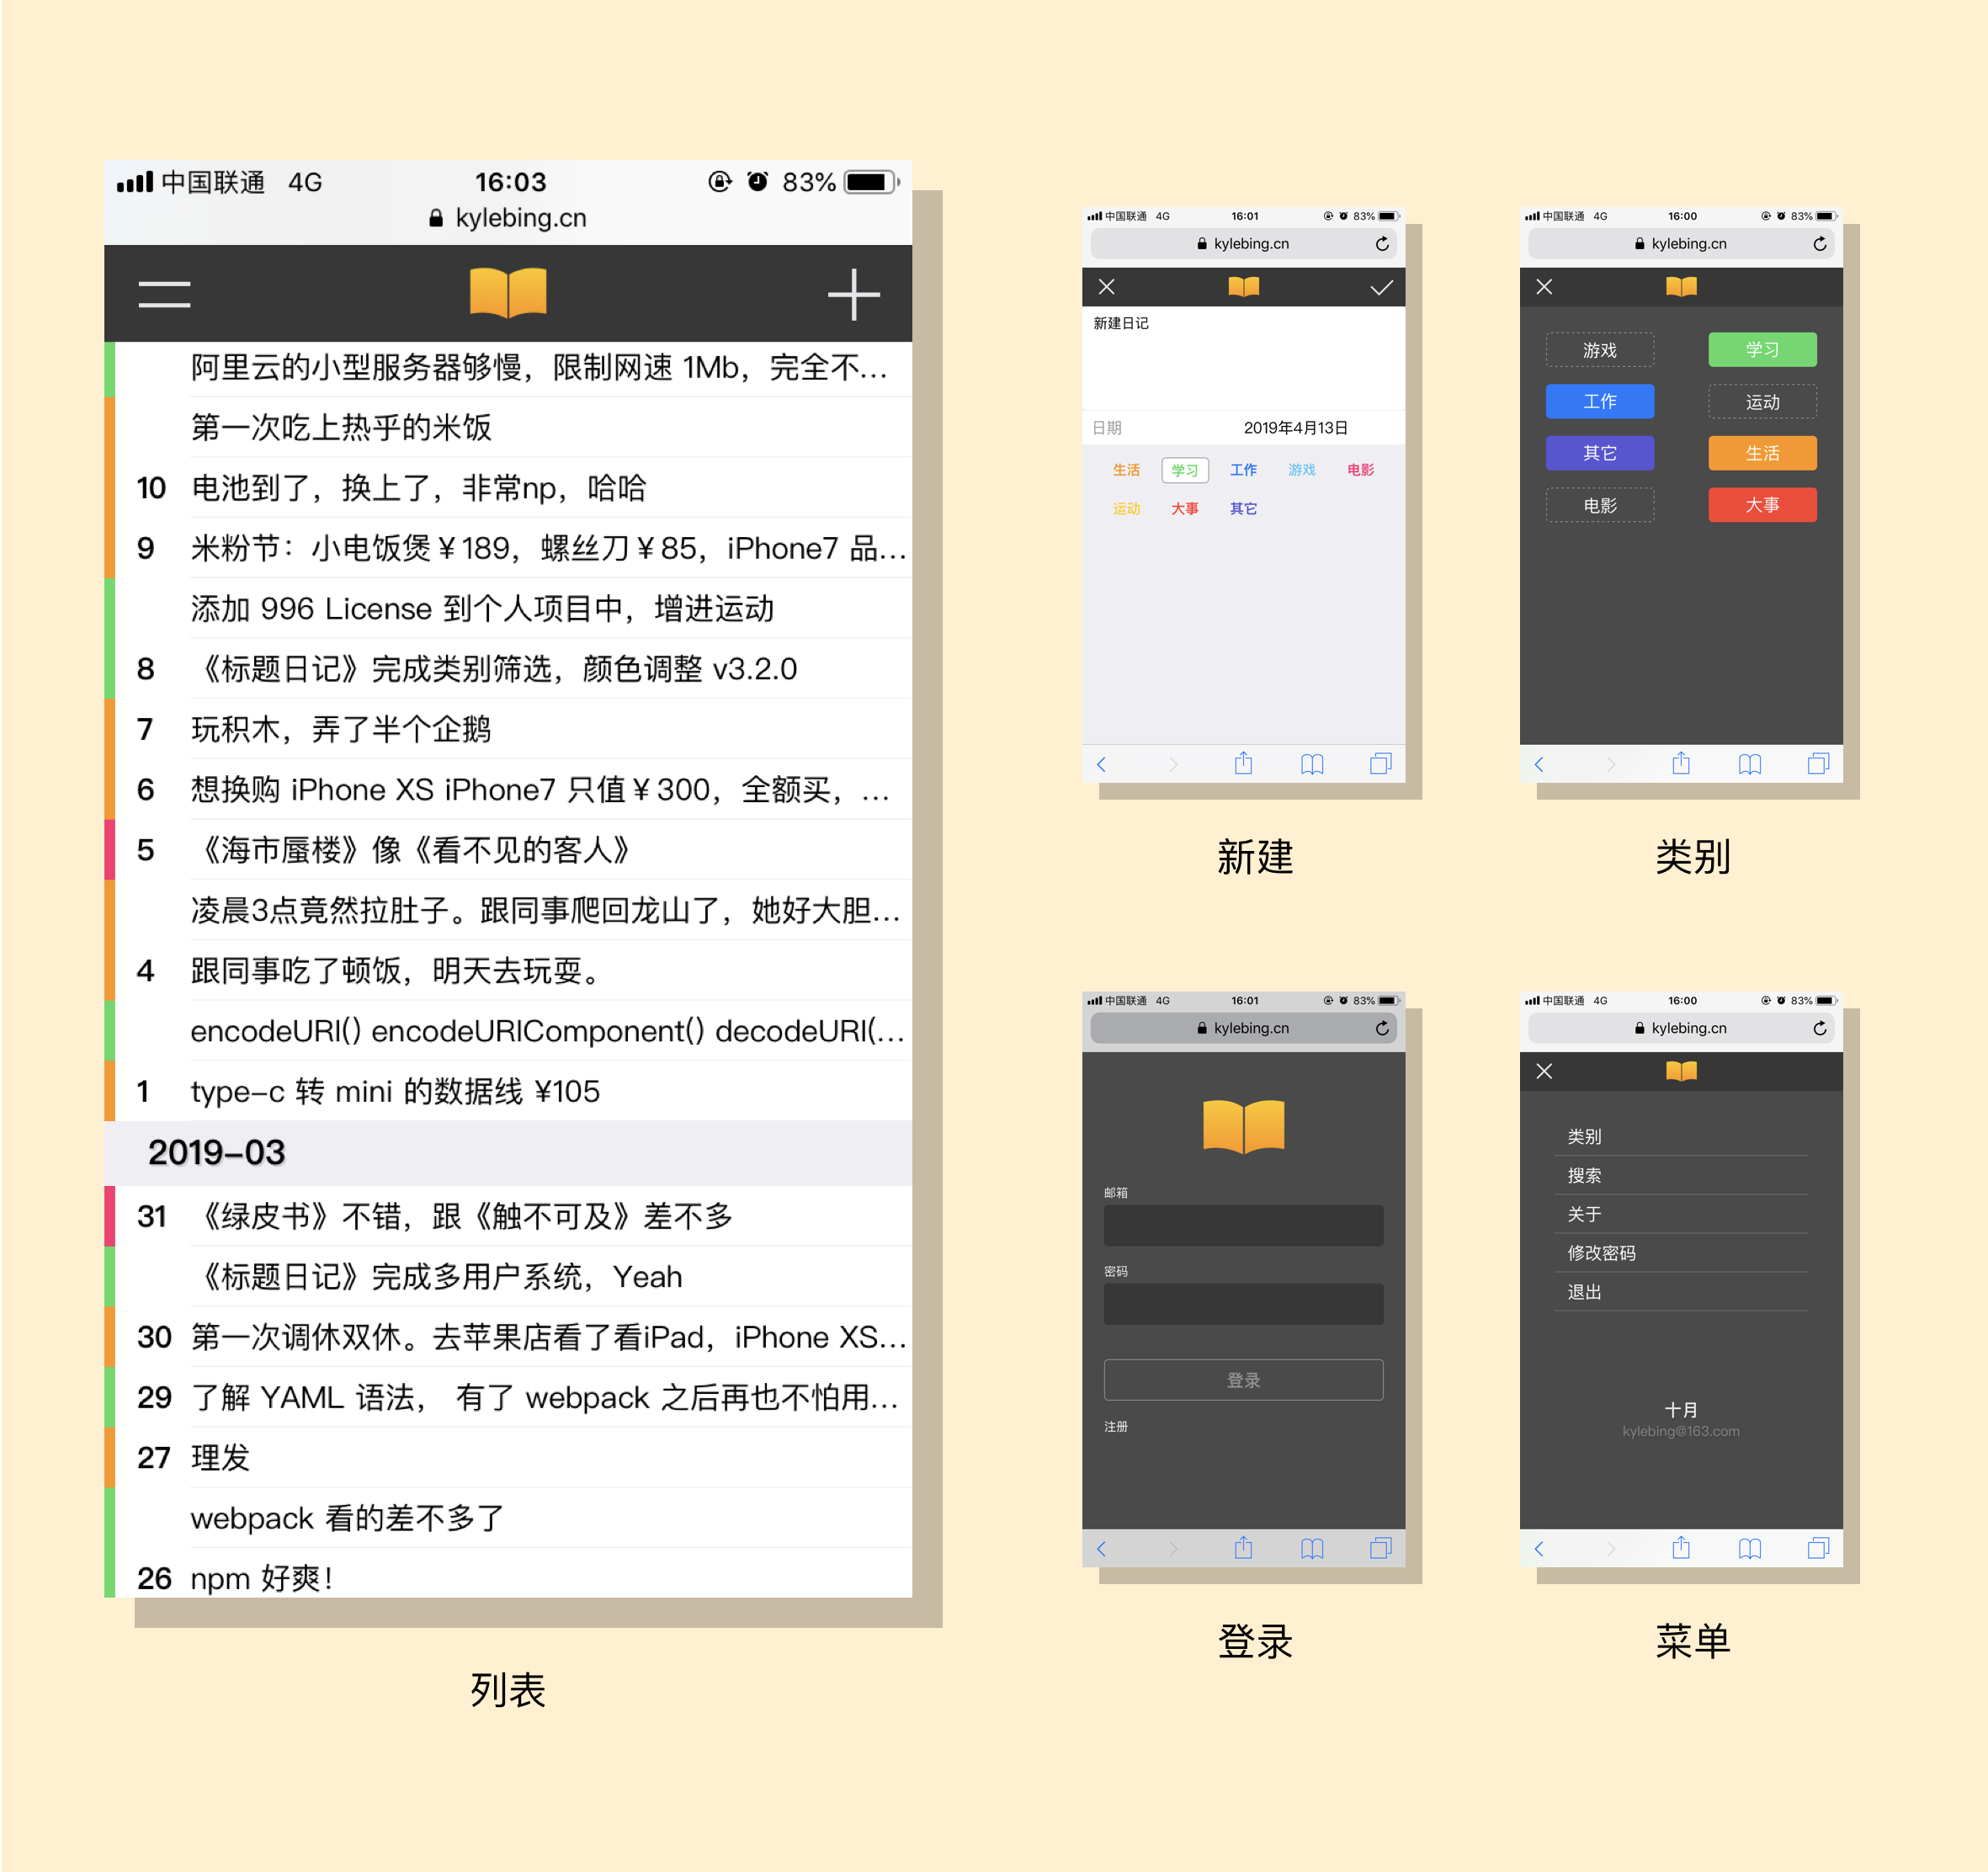 中国联通 4G 16:03 83%
kylebing.cn
阿里云的小型服务器够慢，限制网速 1Mb，完全不…
第一次吃上热乎的米饭
10 电池到了，换上了，非常np，哈哈
9 米粉节：小电饭煲￥189，螺丝刀￥85，iPhone7 品…
添加 996 License 到个人项目中，增进运动
8 《标题日记》完成类别筛选，颜色调整 v3.2.0
7 玩积木，弄了半个企鹅
6 想换购 iPhone XS iPhone7 只值￥300，全额买，…
5 《海市蜃楼》像《看不见的客人》
凌晨3点竟然拉肚子。跟同事爬回龙山了，她好大胆…
4 跟同事吃了顿饭，明天去玩耍。
encodeURI() encodeURIComponent() decodeURI(…
1 type-c 转 mini 的数据线 ¥105
2019-03
31 《绿皮书》不错，跟《触不可及》差不多
《标题日记》完成多用户系统，Yeah
30 第一次调休双休。去苹果店看了看iPad，iPhone XS…
29 了解 YAML 语法， 有了 webpack 之后再也不怕用…
27 理发
webpack 看的差不多了
26 npm 好爽！
列表
中国联通 4G 16:01 83%
kylebing.cn
新建日记
日期 2019年4月13日
生活 学习 工作 游戏 电影
运动 大事 其它
新建
中国联通 4G 16:00 83%
kylebing.cn
游戏 学习
工作 运动
其它 生活
电影 大事
类别
中国联通 4G 16:01 83%
kylebing.cn
邮箱
密码
登录
注册
登录
中国联通 4G 16:00 83%
kylebing.cn
类别
搜索
关于
修改密码
退出
十月
kylebing@163.com
菜单